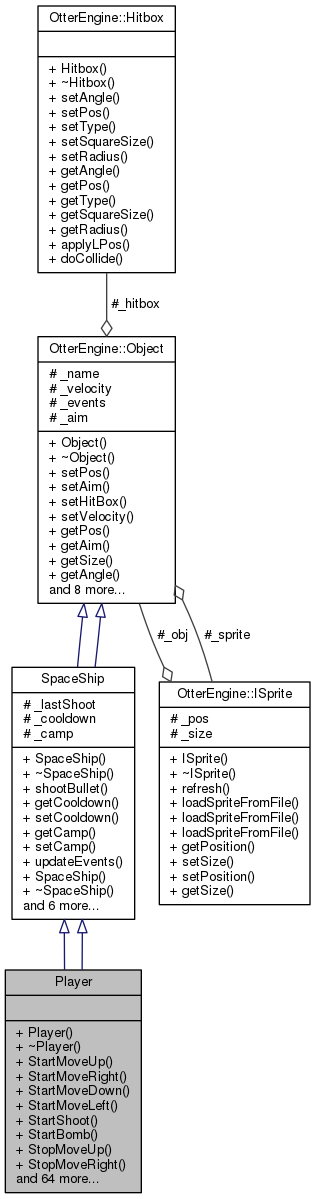 OtterEngine::Hitbox
+ Hitbox()
+ ~Hitbox()
+ setAngle()
+ setPos()
+ setType()
+ setSquareSize()
+ setRadius()
+ getAngle()
+ getPos()
+ getType()
+ getSquareSize()
+ getRadius()
+ applyLPos()
+ doCollide()
#_hitbox
OtterEngine::Object
# _name
# _velocity
# _events
# _aim
+ Object()
+ ~Object()
+ setPos()
+ setAim()
+ setHitBox()
+ setVelocity()
+ getPos()
+ getAim()
+ getSize()
+ getAngle()
and 8 more...
#_obj
#_sprite
SpaceShip
# _lastShoot
# _cooldown
# _camp
+ SpaceShip()
+ ~SpaceShip()
+ shootBullet()
+ getCooldown()
+ setCooldown()
+ getCamp()
+ setCamp()
+ updateEvents()
+ SpaceShip()
+ ~SpaceShip()
and 6 more...
OtterEngine::ISprite
# _pos
# _size
+ ISprite()
+ ~ISprite()
+ refresh()
+ loadSpriteFromFile()
+ loadSpriteFromFile()
+ loadSpriteFromFile()
+ getPosition()
+ setSize()
+ setPosition()
+ getSize()
Player
+ Player()
+ ~Player()
+ StartMoveUp()
+ StartMoveRight()
+ StartMoveDown()
+ StartMoveLeft()
+ StartShoot()
+ StartBomb()
+ StopMoveUp()
+ StopMoveRight()
and 64 more...